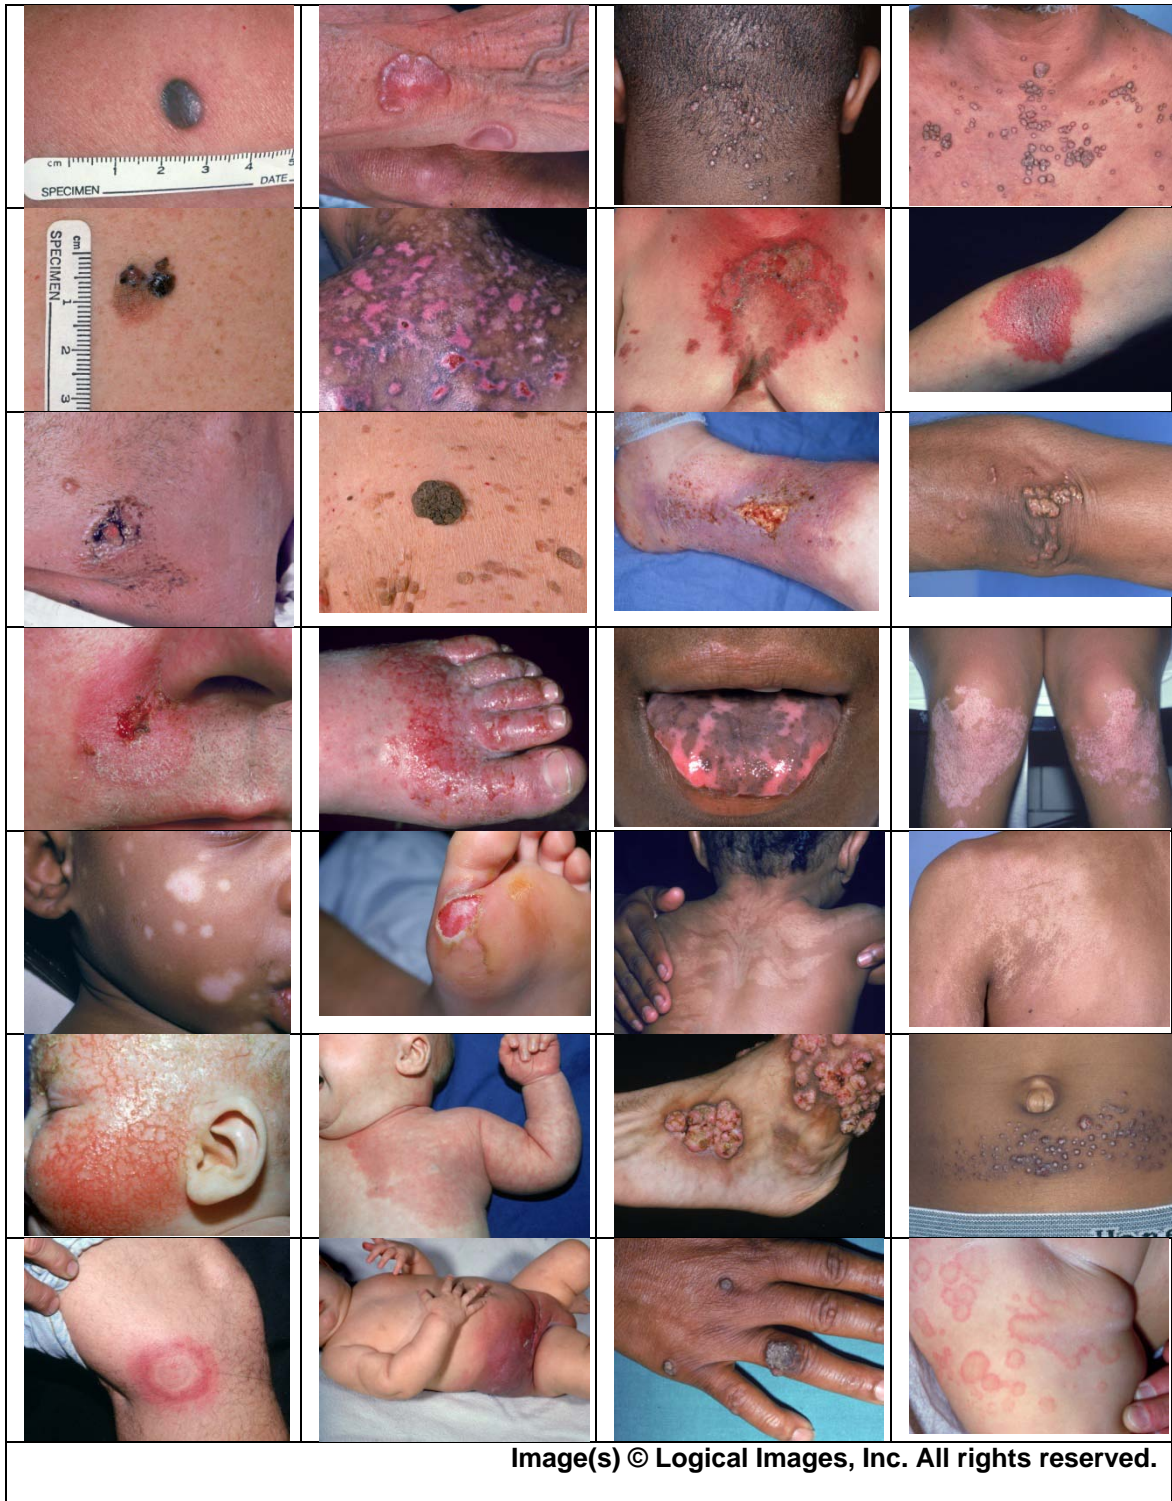 cm 1 2 3 4 5
SPECIMEN DATE
SPECIMEN cm
1
2
3
Image(s) © Logical Images, Inc. All rights reserved.